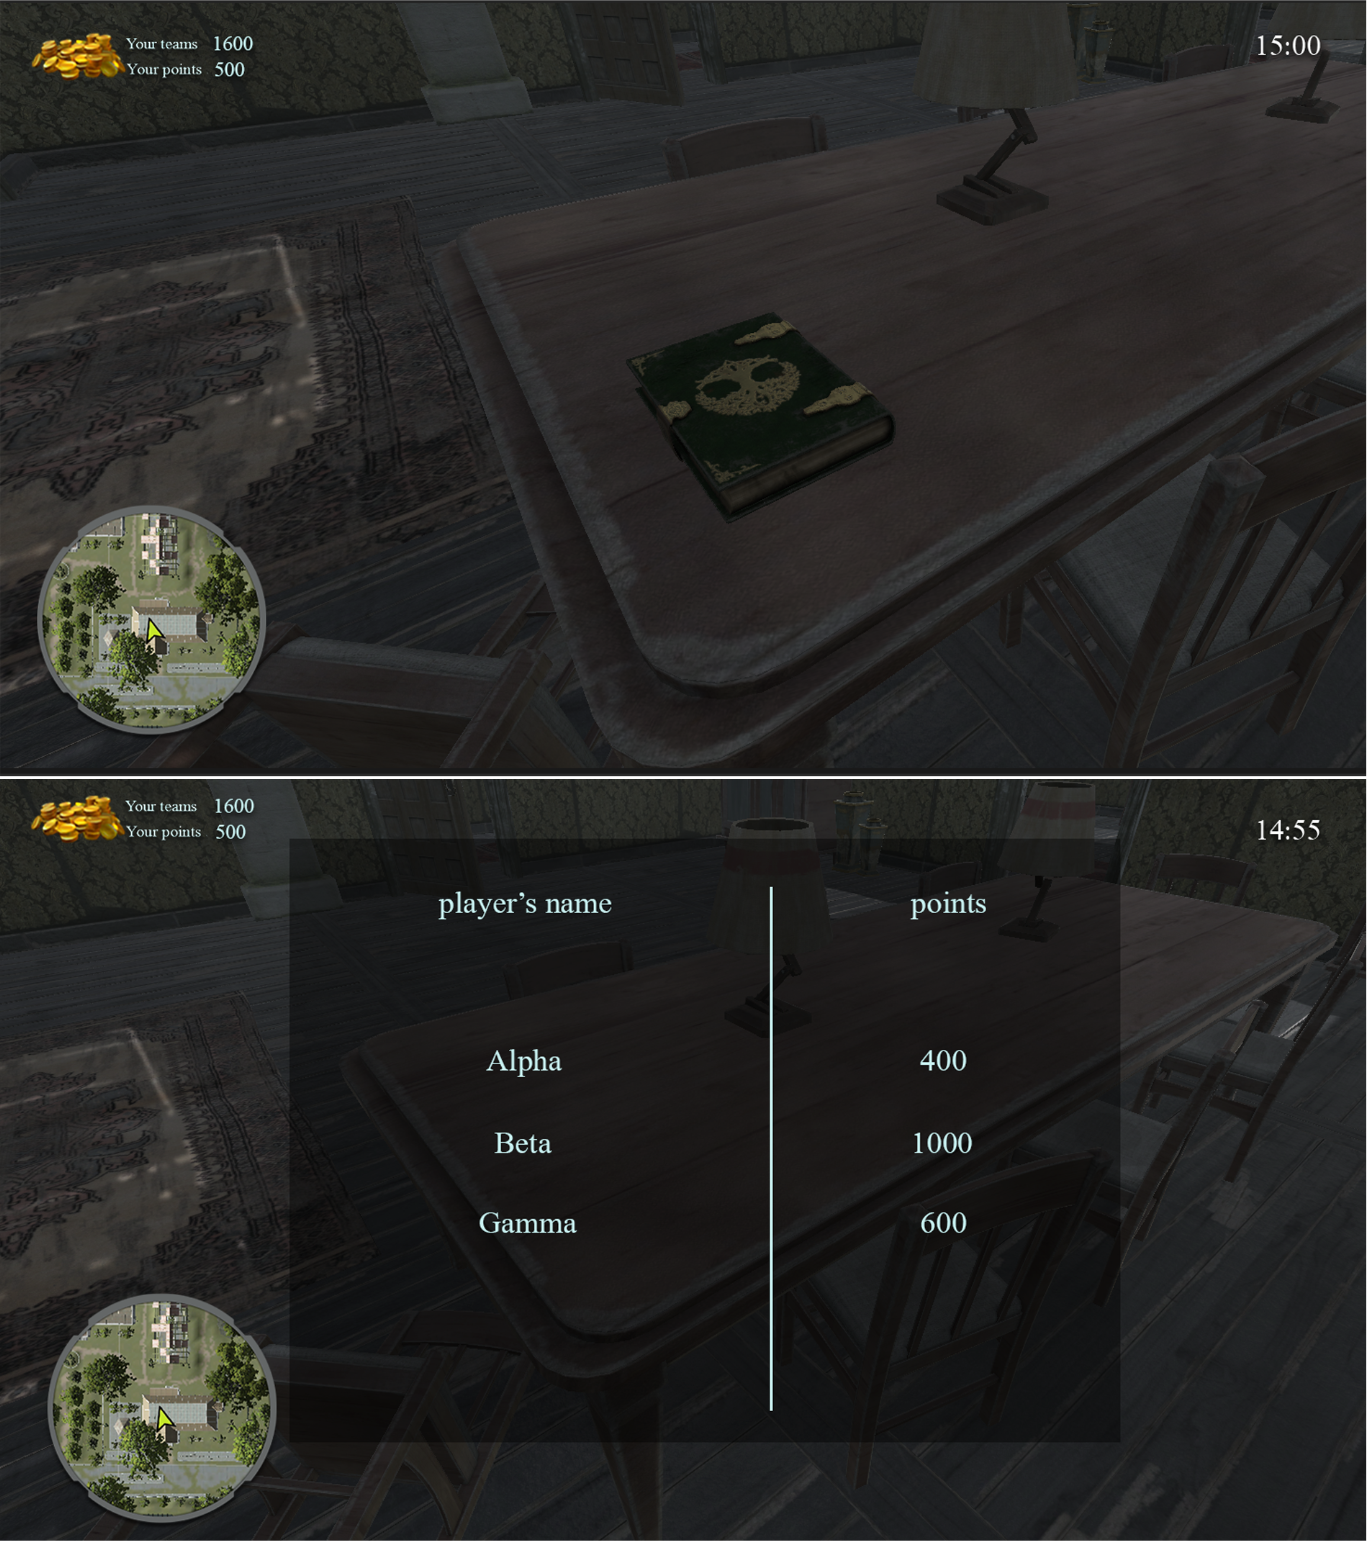 Your teams 1600
Your points 500
15:00
Your teams 1600
Your points 500
14:55
player’s name points
Alpha 400
Beta 1000
Gamma 600